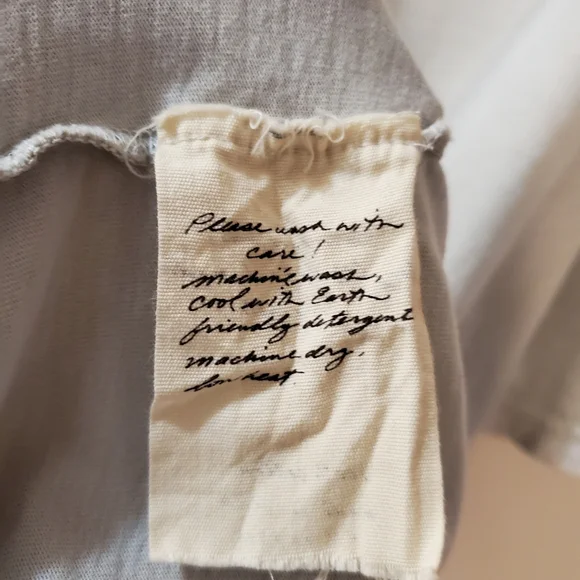 Please wash with
care!
machine wash,
cool with Earth
friendly detergent
machine dry,
low heat.